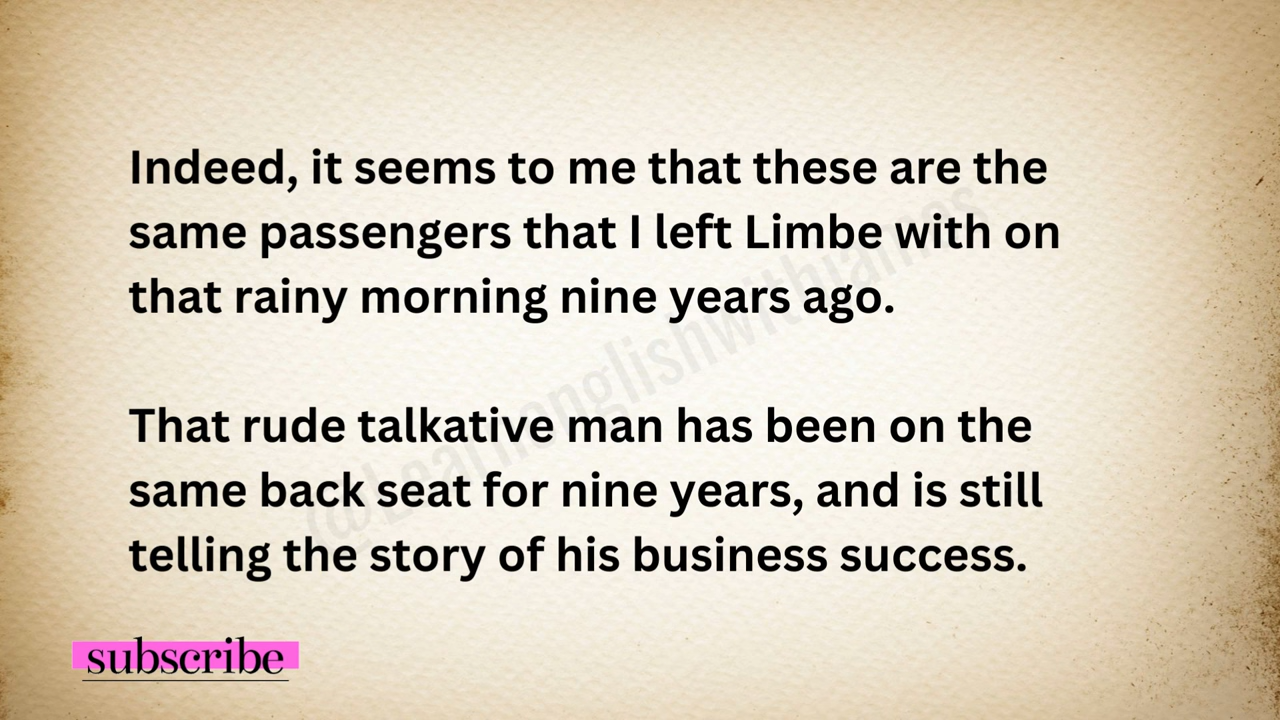 Indeed, it seems to me that these are the
same passengers that I left Limbe with on
that rainy morning nine years ago.
That rude talkative man has been on the
same back seat for nine years, and is still
telling the story of his business success.
@Learnenglishwithjames
subscribe